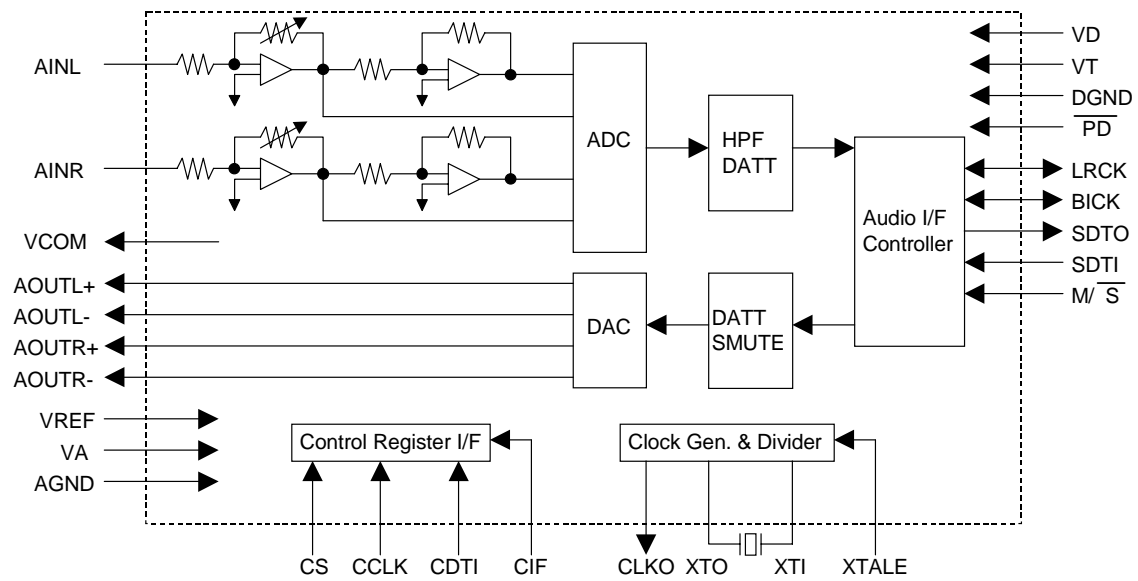 AINL
AINR
VCOM
AOUTL+
AOUTL-
AOUTR+
AOUTR-
VREF
VA
AGND
ADC
HPF
DATT
Audio I/F
Controller
DAC
DATT
SMUTE
Control Register I/F
Clock Gen. & Divider
VD
VT
DGND
PD
LRCK
BICK
SDTO
SDTI
M/ S
CS
CCLK
CDTI
CIF
CLKO
XTO
XTI
XTALE